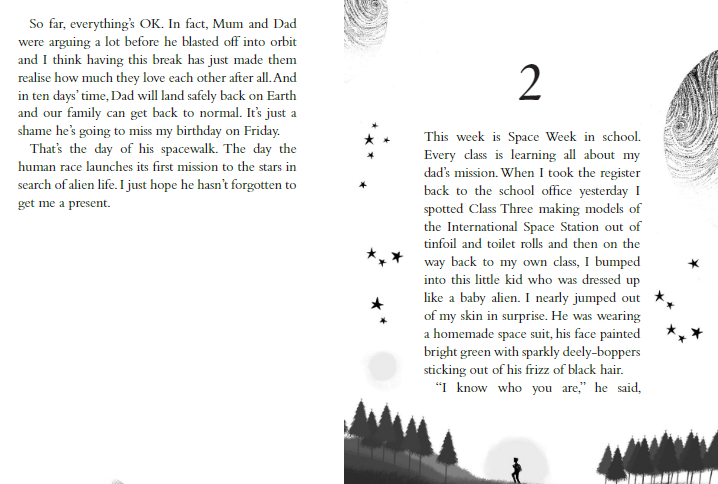 So far, everything's OK. In fact, Mum and Dad
were arguing a lot before he blasted off into orbit
and I think having this break has just made them
realise how much they love each other after all. And
in ten days' time, Dad will land safely back on Earth
and our family can get back to normal. It's just a
shame he's going to miss my birthday on Friday.
That's the day of his spacewalk. The day the
human race launches its first mission to the stars in
search of alien life. I just hope he hasn't forgotten to
get me a present.
2
This week is Space Week in school.
Every class is learning all about my
dad's mission. When I took the register
back to the school office yesterday I
spotted Class Three making models of
the International Space Station out of
tinfoil and toilet rolls and then on the
way back to my own class, I bumped
into this little kid who was dressed up
like a baby alien. I nearly jumped out
of my skin in surprise. He was wearing
a homemade space suit, his face painted
bright green with sparkly deely-boppers
sticking out of his frizz of black hair.
“I know who you are,” he said,